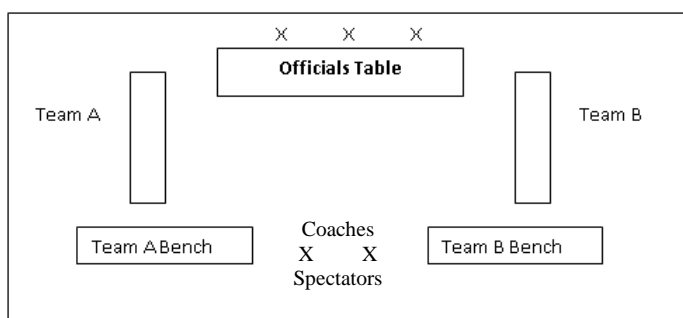 X X X
Officials Table
Team A
Team B
Coaches
Team A Bench
X X
Team B Bench
Spectators